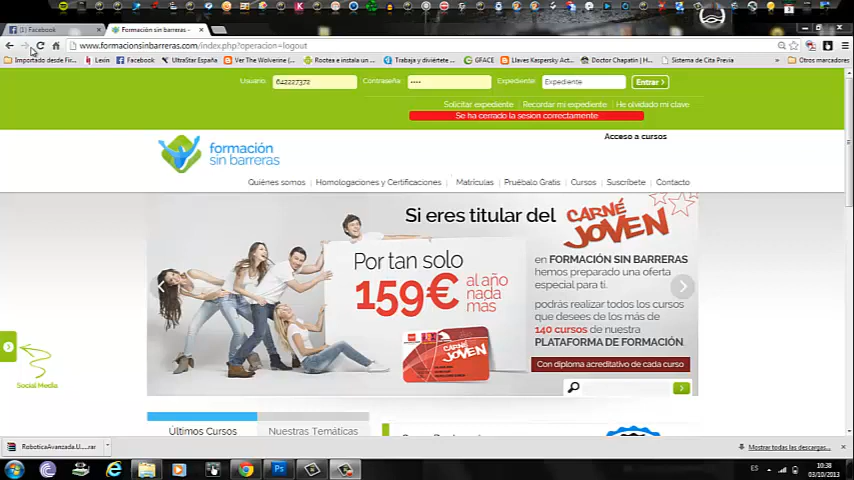 (1) Facebook
Formación sin barreras -
www.formacionsinbarreras.com/index.php?operacion=logout
Importado desde Fir... Lexin Facebook UltraStar España Ver The Wolverine (... Rootea e instala un ... Trabaja y diviértete ... GFACE Llaves Kaspersky Akt... Doctor Chapatin | H... Sistema de Cita Previa Otros marcadores
Usuario: 642227372 Contraseña: •••• Expediente: Expediente Entrar
Solicitar expediente Recordar mi expediente He olvidado mi clave
Se ha cerrado la sesion correctamente
Acceso a cursos
formación
sin barreras
Quiénes somos Homologaciones y Certificaciones Matrículas Pruébalo Gratis Cursos Suscríbete Contacto
Si eres titular del CARNÉ JOVEN
Por tan solo
159€ al año nada más
en FORMACIÓN SIN BARRERAS
hemos preparado una oferta
especial para ti.
podrás realizar todos los cursos
que desees de los más de
140 cursos de nuestra
PLATAFORMA DE FORMACIÓN.
CARNÉ JOVEN
Con diploma acreditativo de cada curso
Social Media
Últimos Cursos Nuestras Temáticas
RoboticaAvanzada.U....rar
Mostrar todas las descargas...
ES
10:38
03/10/2013